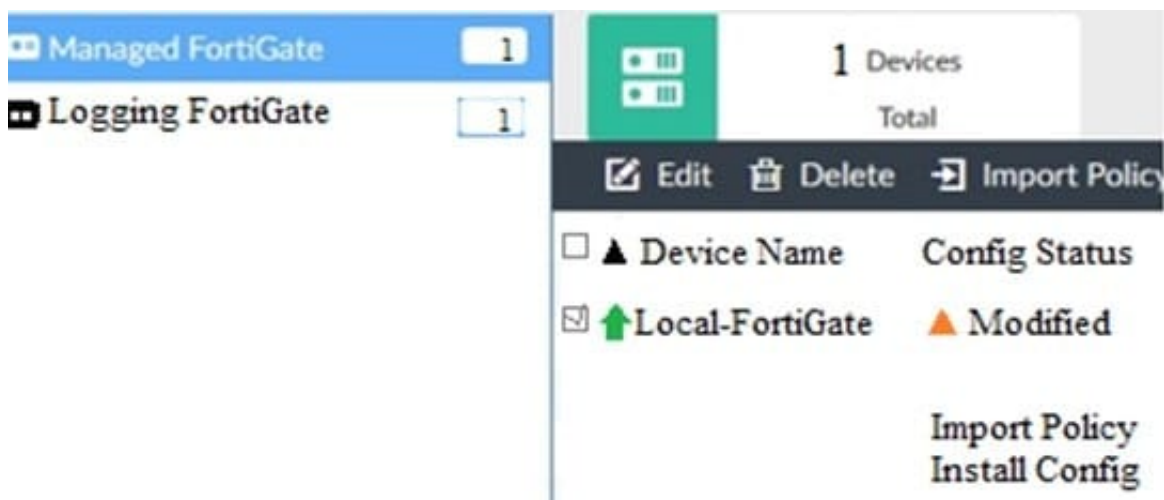 Managed FortiGate 1
Logging FortiGate 1
1 Devices
Total
Edit Delete Import Policy
Device Name Config Status
Local-FortiGate Modified
Import Policy
Install Config